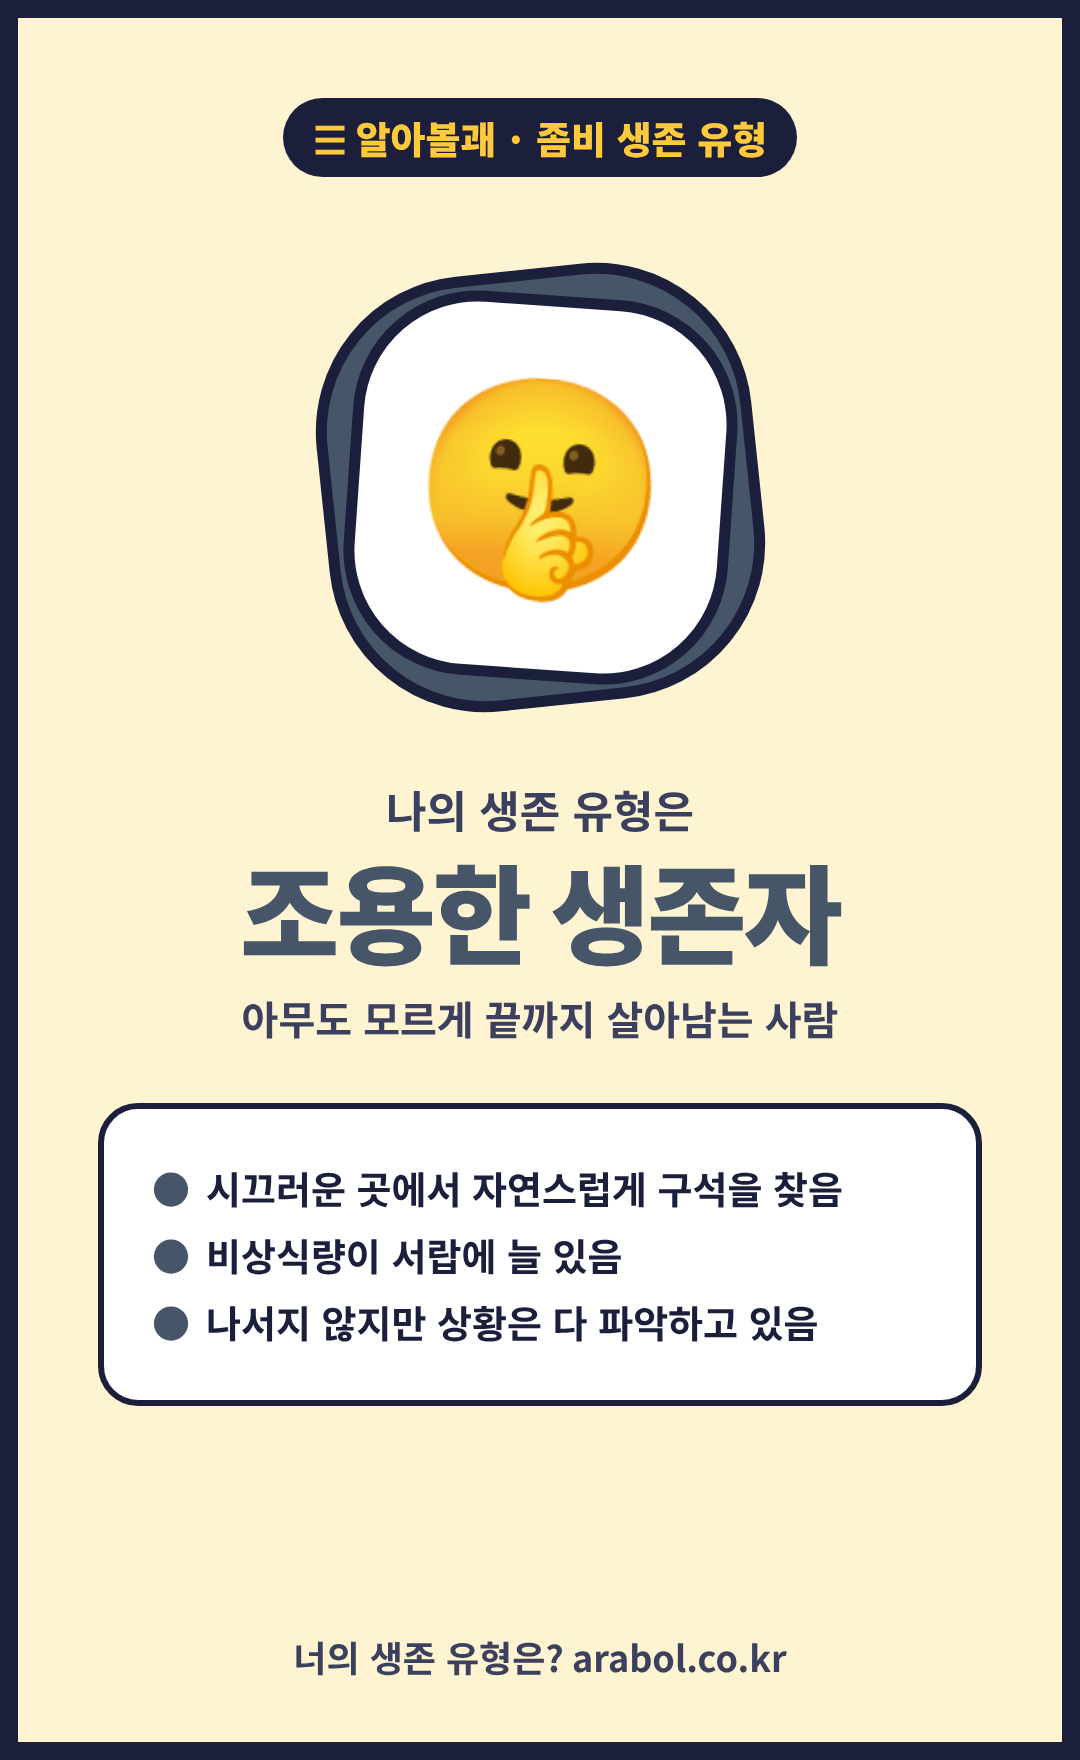 ☰ 알아볼괘 · 좀비 생존 유형
나의 생존 유형은
조용한 생존자
아무도 모르게 끝까지 살아남는 사람
시끄러운 곳에서 자연스럽게 구석을 찾음
비상식량이 서랍에 늘 있음
나서지 않지만 상황은 다 파악하고 있음
너의 생존 유형은? arabol.co.kr